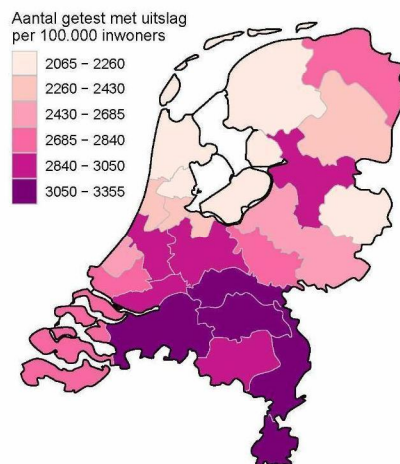 Aantal getest met uitslag
per 100.000 inwoners
2065 – 2260
2260 – 2430
2430 – 2685
2685 – 2840
2840 – 3050
3050 – 3355